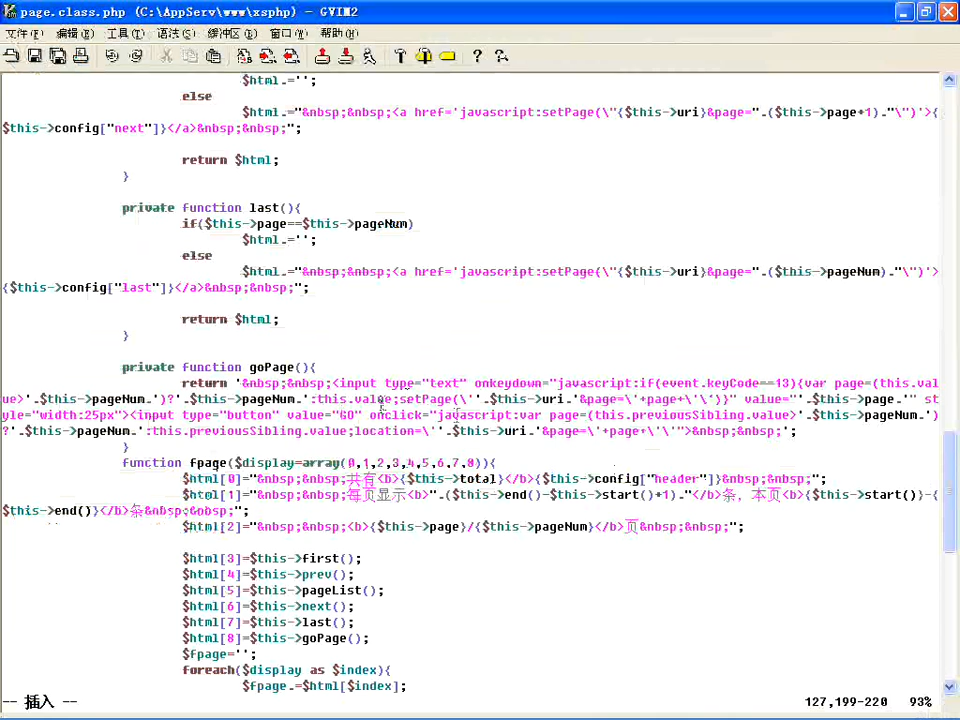 page.class.php (C:\AppServ\www\xsphp) - GVIM2
文件(F) 编辑(E) 工具(T) 语法(S) 缓冲区(B) 窗口(W) 帮助(H)
$html.='';
else
$html.="&nbsp;&nbsp;<a href='javascript:setPage(\"{$this->uri}&page=".($this->page+1)."\")'>{
$this->config["next"]}</a>&nbsp;&nbsp;";
return $html;
}
private function last(){
if($this->page==$this->pageNum)
$html.='';
else
$html.="&nbsp;&nbsp;<a href='javascript:setPage(\"{$this->uri}&page=".($this->pageNum)."\")'>
{$this->config["last"]}</a>&nbsp;&nbsp;";
return $html;
}
private function goPage(){
return '&nbsp;&nbsp;<input type="text" onkeydown="javascript:if(event.keyCode==13){var page=(this.val
ue>'.$this->pageNum.')?'.$this->pageNum.':this.value;setPage(\''.$this->uri.'&page=\'+page+\'\')}" value="'.$this->page.'" st
yle="width:25px"><input type="button" value="GO" onclick="javascript:var page=(this.previousSibling.value>'.$this->pageNum.')
?'.$this->pageNum.':this.previousSibling.value;location=\''.$this->uri.'&page=\'+page+\'\'">&nbsp;&nbsp;';
}
function fpage($display=array(0,1,2,3,4,5,6,7,8)){
$html[0]="&nbsp;&nbsp;共有<b>{$this->total}</b>{$this->config["header"]}&nbsp;&nbsp;";
$html[1]="&nbsp;&nbsp;每页显示<b>".($this->end()-$this->start()+1)."</b>条，本页<b>{$this->start()}-{
$this->end()}</b>条&nbsp;&nbsp;";
$html[2]="&nbsp;&nbsp;<b>{$this->page}/{$this->pageNum}</b>页&nbsp;&nbsp;";
$html[3]=$this->first();
$html[4]=$this->prev();
$html[5]=$this->pageList();
$html[6]=$this->next();
$html[7]=$this->last();
$html[8]=$this->goPage();
$fpage='';
foreach($display as $index){
$fpage.=$html[$index];
-- 插入 -- 127,199-220 93%